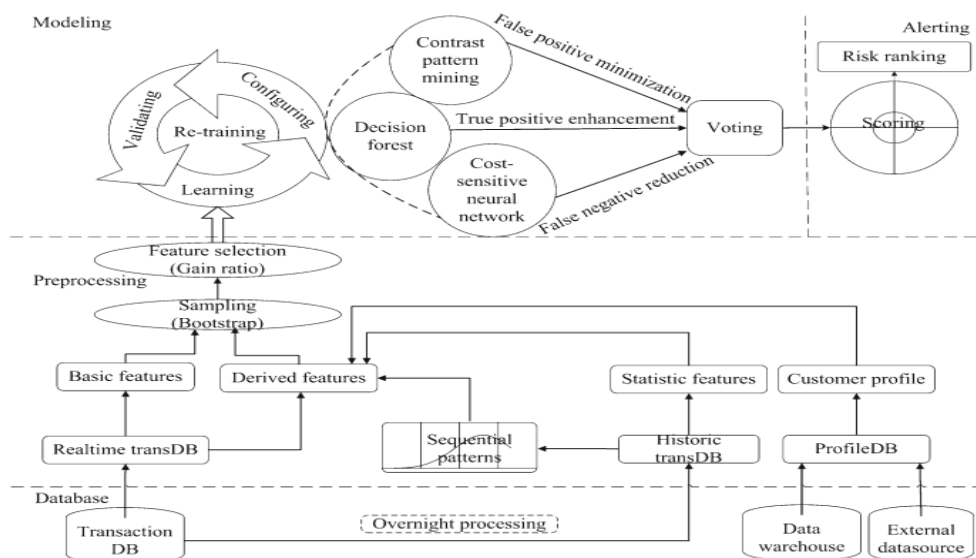 Modeling
Alerting
Contrast
pattern
mining
False positive minimization
Risk ranking
Validating
Configuring
Re-training
Learning
Decision
forest
True positive enhancement
Voting
Scoring
Cost-
sensitive
neural
network
False negative reduction
Feature selection
(Gain ratio)
Preprocessing
Sampling
(Bootstrap)
Basic features
Derived features
Statistic features
Customer profile
Realtime transDB
Sequential
patterns
Historic
transDB
ProfileDB
Database
Transaction
DB
Overnight processing
Data
warehouse
External
datasource